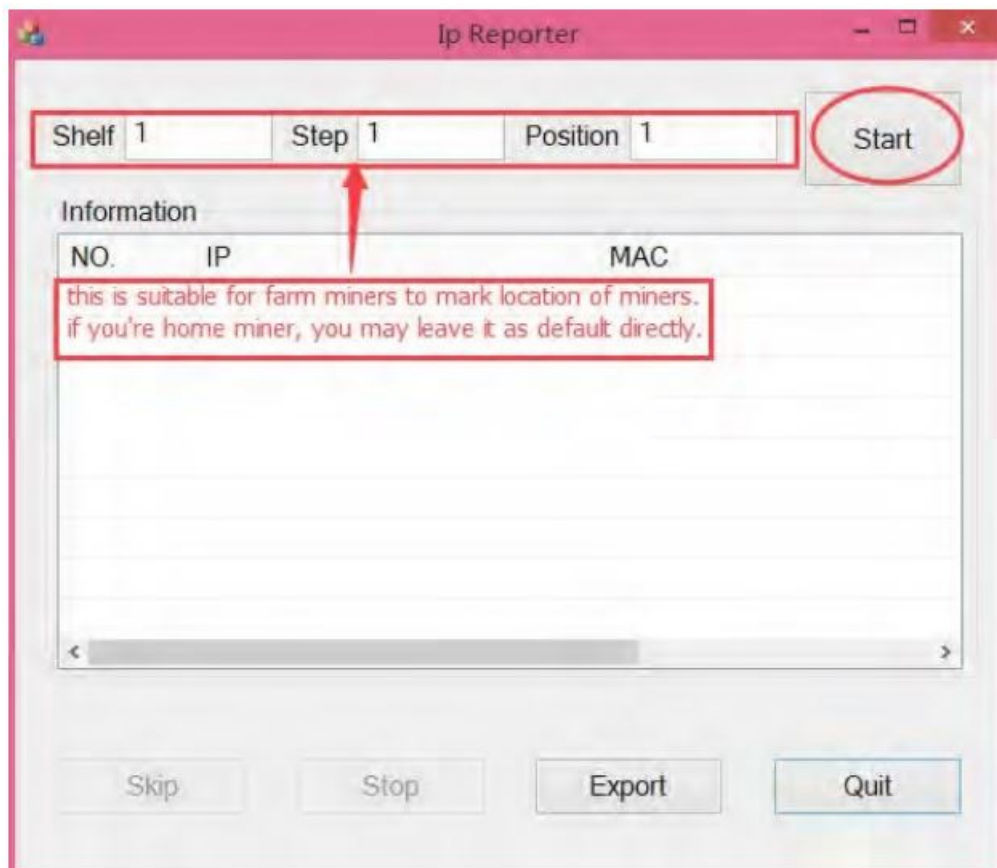 Ip Reporter
Shelf 1 Step 1 Position 1 Start
Information
NO. IP MAC
this is suitable for farm miners to mark location of miners.
if you're home miner, you may leave it as default directly.
Skip Stop Export Quit